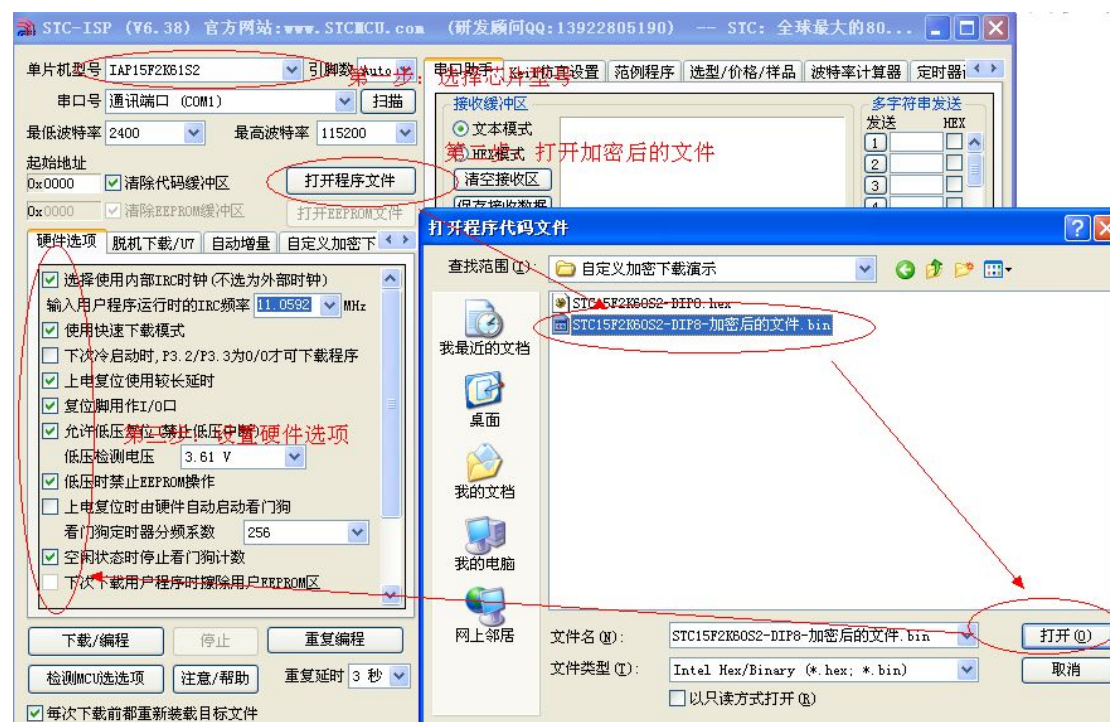 STC-ISP (V6.38) 官方网站:www.STCMCU.com (研发顾问QQ:13922805190) -- STC: 全球最大的80...
单片机型号 IAP15F2K61S2 引脚数 Auto
第一步: 选择芯片型号
串口号 通讯端口 (COM1) 扫描
最低波特率 2400 最高波特率 115200
起始地址
0x0000 清除代码缓冲区 打开程序文件
0x0000 清除EEPROM缓冲区 打开EEPROM文件
硬件选项 脱机下载/U7 自动增量 自定义加密下
选择使用内部IRC时钟(不选为外部时钟)
输入用户程序运行时的IRC频率 11.0592 MHz
使用快速下载模式
下次冷启动时,P3.2/P3.3为0/0才可下载程序
上电复位使用较长延时
复位脚用作I/O口
允许低压复位(禁止低压中断)
第三步: 设置硬件选项
低压检测电压 3.61 V
低压时禁止EEPROM操作
上电复位时由硬件自动启动看门狗
看门狗定时器分频系数 256
空闲状态时停止看门狗计数
下次下载用户程序时擦除用户EEPROM区
下载/编程 停止 重复编程
检测MCU选选项 注意/帮助 重复延时 3 秒
每次下载前都重新装载目标文件
串口助手 Keil仿真设置 范例程序 选型/价格/样品 波特率计算器 定时器
接收缓冲区 多字符串发送
文本模式 发送 HEX
HEX模式 1
第二步: 打开加密后的文件
清空接收区 2
保存接收数据 3
4
打开程序代码文件
查找范围(I): 自定义加密下载演示
STC15F2K60S2-DIP8.hex
STC15F2K60S2-DIP8-加密后的文件.bin
我最近的文档
桌面
我的文档
我的电脑
网上邻居
文件名(N): STC15F2K60S2-DIP8-加密后的文件.bin 打开(O)
文件类型(T): Intel Hex/Binary (*.hex; *.bin) 取消
以只读方式打开(R)